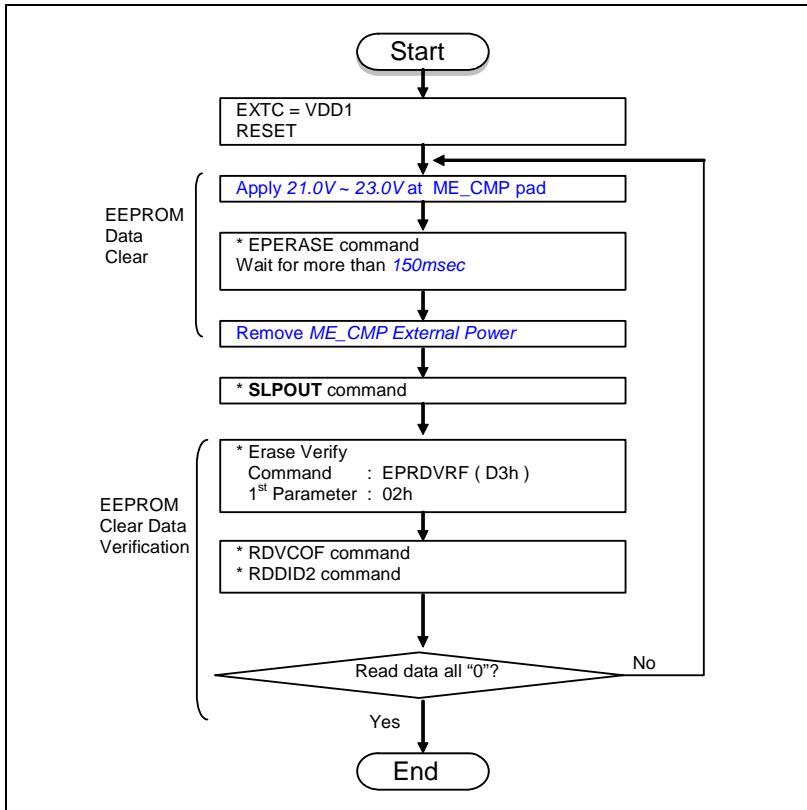 Start
EXTC = VDD1
RESET
Apply 21.0V ~ 23.0V at ME_CMP pad
EEPROM
Data
Clear
* EPERASE command
Wait for more than 150msec
Remove ME_CMP External Power
* SLPOUT command
* Erase Verify
Command : EPRDVRF ( D3h )
1st Parameter : 02h
EEPROM
Clear Data
Verification
* RDVCOF command
* RDDID2 command
Read data all “0”?
No
Yes
End